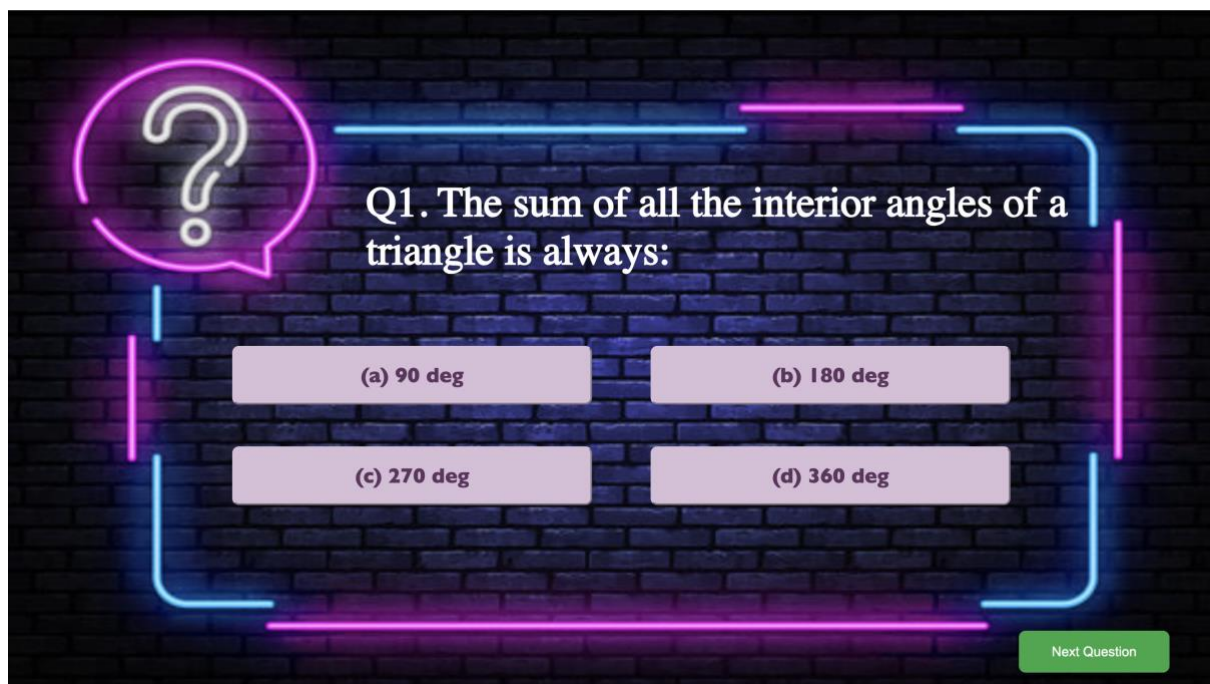 Q1. The sum of all the interior angles of a
triangle is always:
(a) 90 deg
(b) 180 deg
(c) 270 deg
(d) 360 deg
Next Question